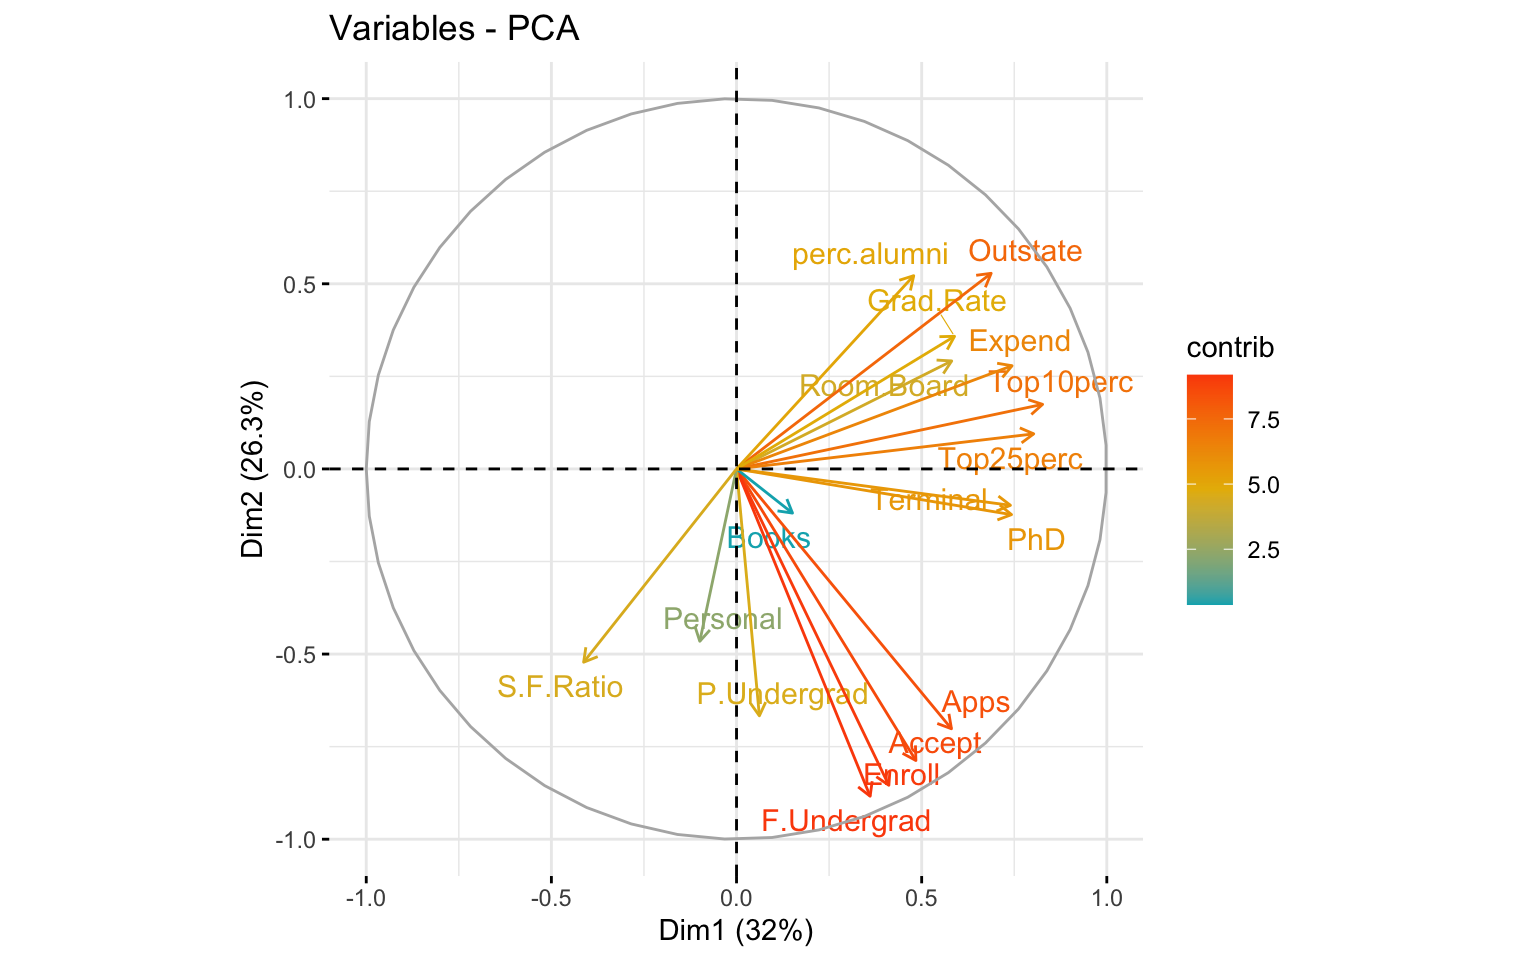 Variables - PCA
1.0
0.5
0.0
-0.5
-1.0
Dim2 (26.3%)
perc.alumni
Outstate
Grad.Rate
Expend
Room.Board
Top10perc
Top25perc
Terminal
PhD
Books
Personal
S.F.Ratio
P.Undergrad
Apps
Accept
Enroll
F.Undergrad
-1.0
-0.5
0.0
0.5
1.0
Dim1 (32%)
contrib
7.5
5.0
2.5